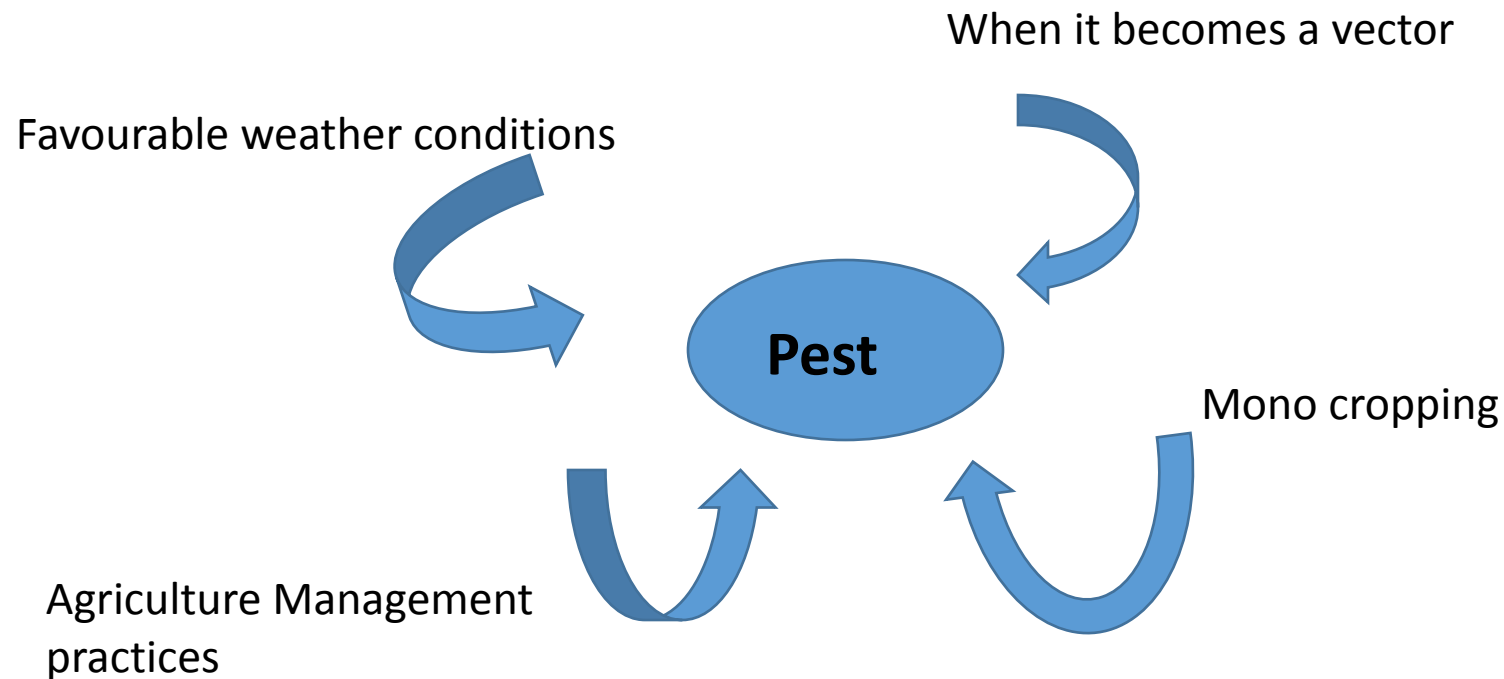 When it becomes a vector
Favourable weather conditions
Pest
Mono cropping
Agriculture Management
practices